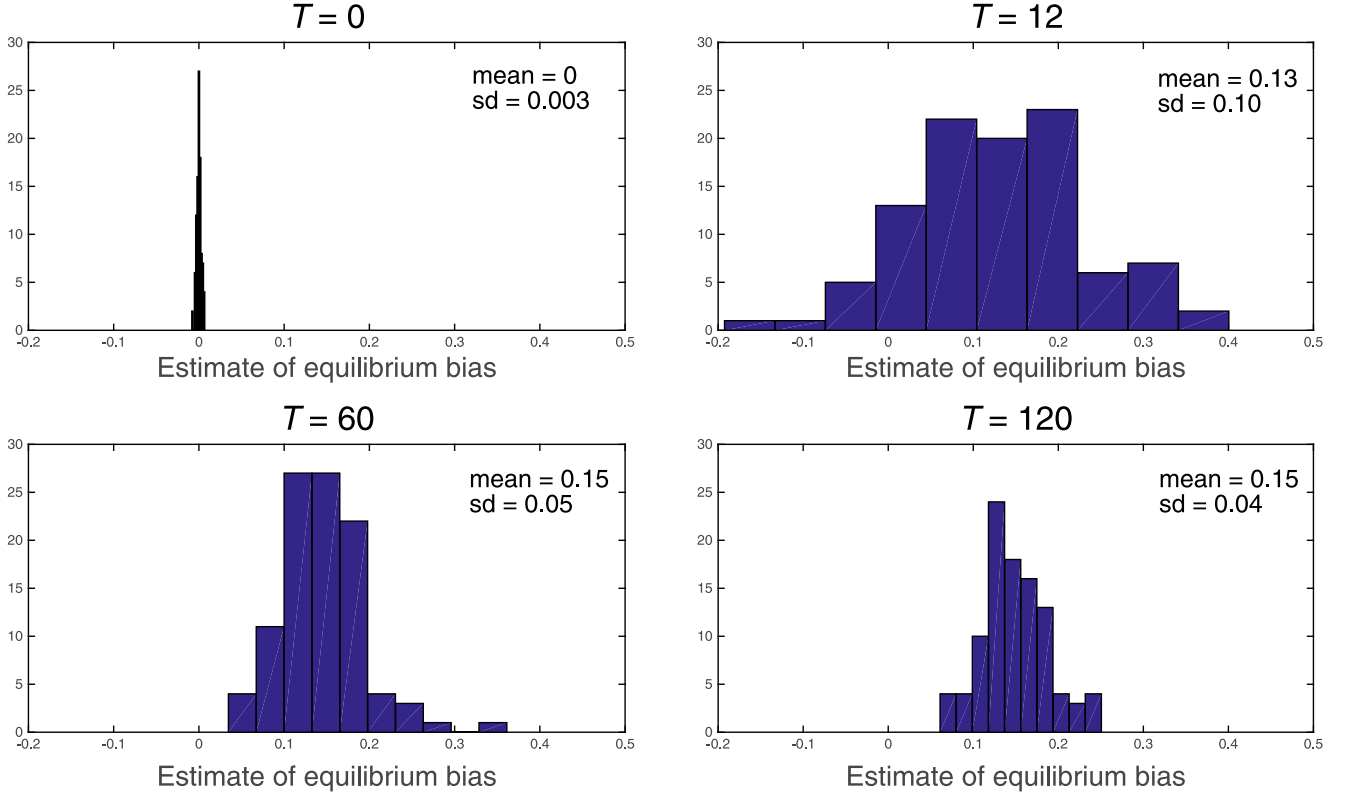 T = 0
30
25
20
15
10
5
0
mean = 0
sd = 0.003
-0.2 -0.1 0 0.1 0.2 0.3 0.4 0.5
Estimate of equilibrium bias
T = 12
30
25
20
15
10
5
0
mean = 0.13
sd = 0.10
-0.2 -0.1 0 0.1 0.2 0.3 0.4 0.5
Estimate of equilibrium bias
T = 60
30
25
20
15
10
5
0
mean = 0.15
sd = 0.05
-0.2 -0.1 0 0.1 0.2 0.3 0.4 0.5
Estimate of equilibrium bias
T = 120
30
25
20
15
10
5
0
mean = 0.15
sd = 0.04
-0.2 -0.1 0 0.1 0.2 0.3 0.4 0.5
Estimate of equilibrium bias